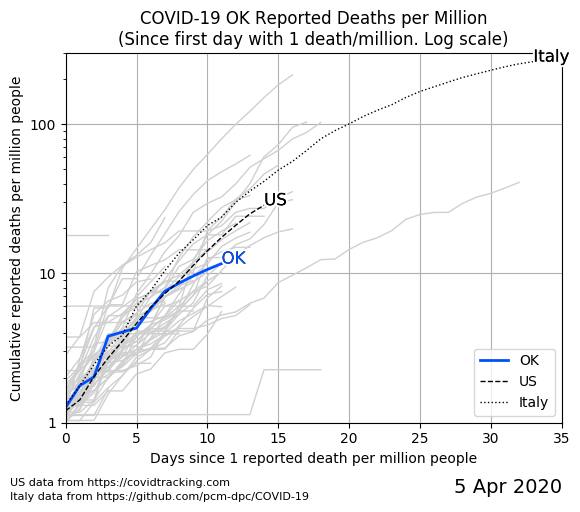 COVID-19 OK Reported Deaths per Million
(Since first day with 1 death/million. Log scale)
Cumulative reported deaths per million people
100
10
1
Italy
US
OK
OK
US
Italy
0 5 10 15 20 25 30 35
Days since 1 reported death per million people
US data from https://covidtracking.com
Italy data from https://github.com/pcm-dpc/COVID-19
5 Apr 2020